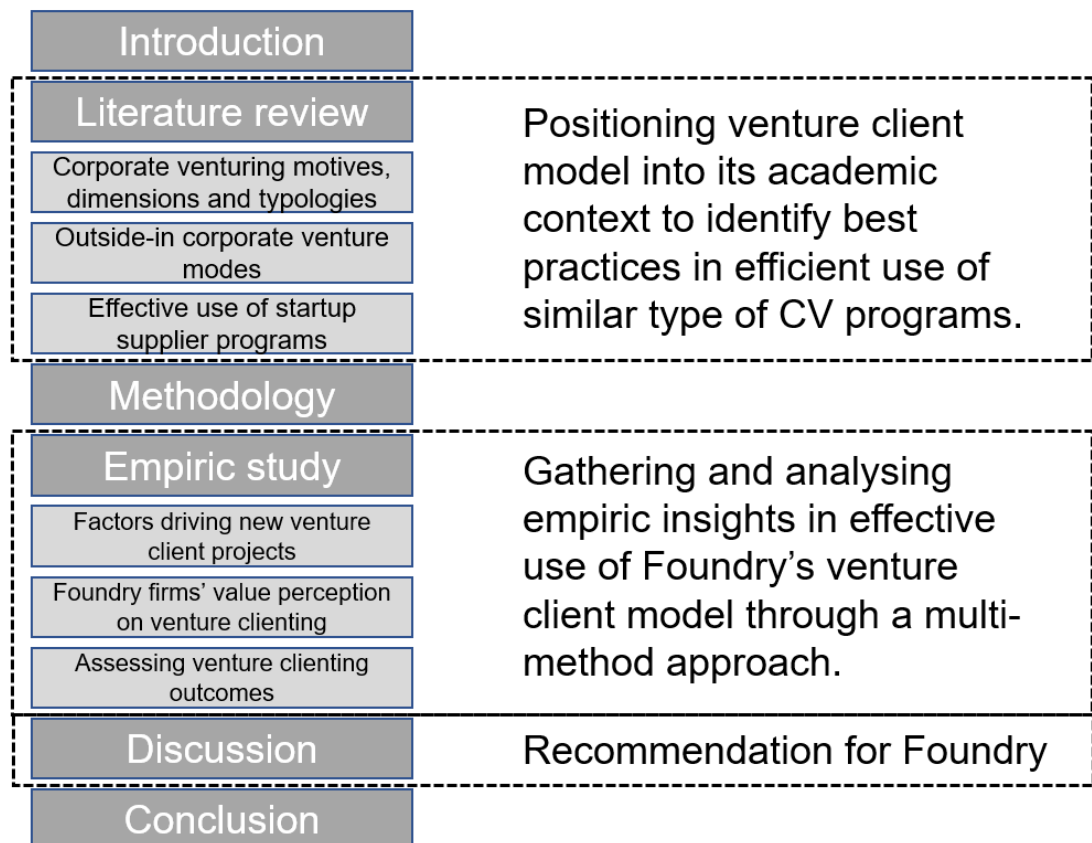 Introduction
Literature review
Corporate venturing motives,
dimensions and typologies
Outside-in corporate venture
modes
Effective use of startup
supplier programs
Positioning venture client
model into its academic
context to identify best
practices in efficient use of
similar type of CV programs.
Methodology
Empiric study
Factors driving new venture
client projects
Foundry firms’ value perception
on venture clienting
Assessing venture clienting
outcomes
Gathering and analysing
empiric insights in effective
use of Foundry’s venture
client model through a multi-
method approach.
Discussion
Recommendation for Foundry
Conclusion